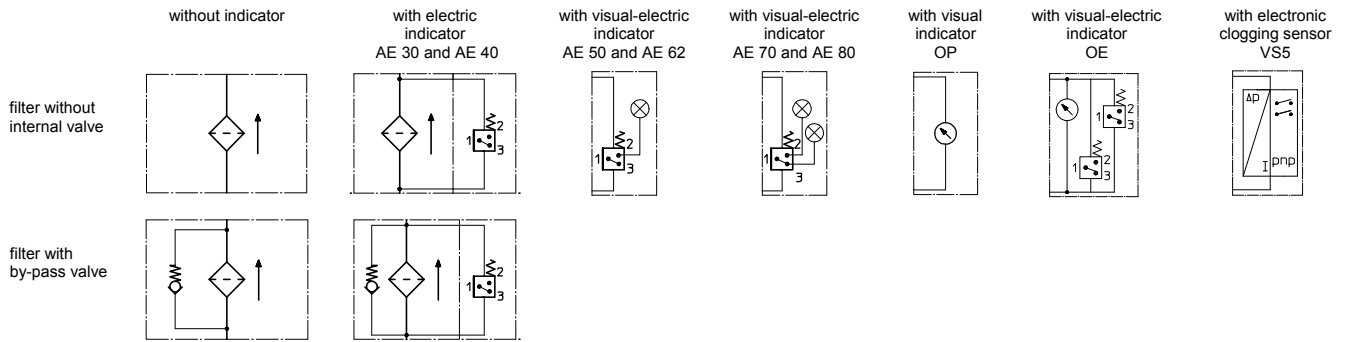 without indicator
with electric
indicator
AE 30 and AE 40
with visual-electric
indicator
AE 50 and AE 62
with visual-electric
indicator
AE 70 and AE 80
with visual
indicator
OP
with visual-electric
indicator
OE
with electronic
clogging sensor
VS5
filter without
internal valve
1 2
3
1 2
3
1 2
3
1 2
3
1 2
3
Δp
I pnp
filter with
by-pass valve
1 2
3